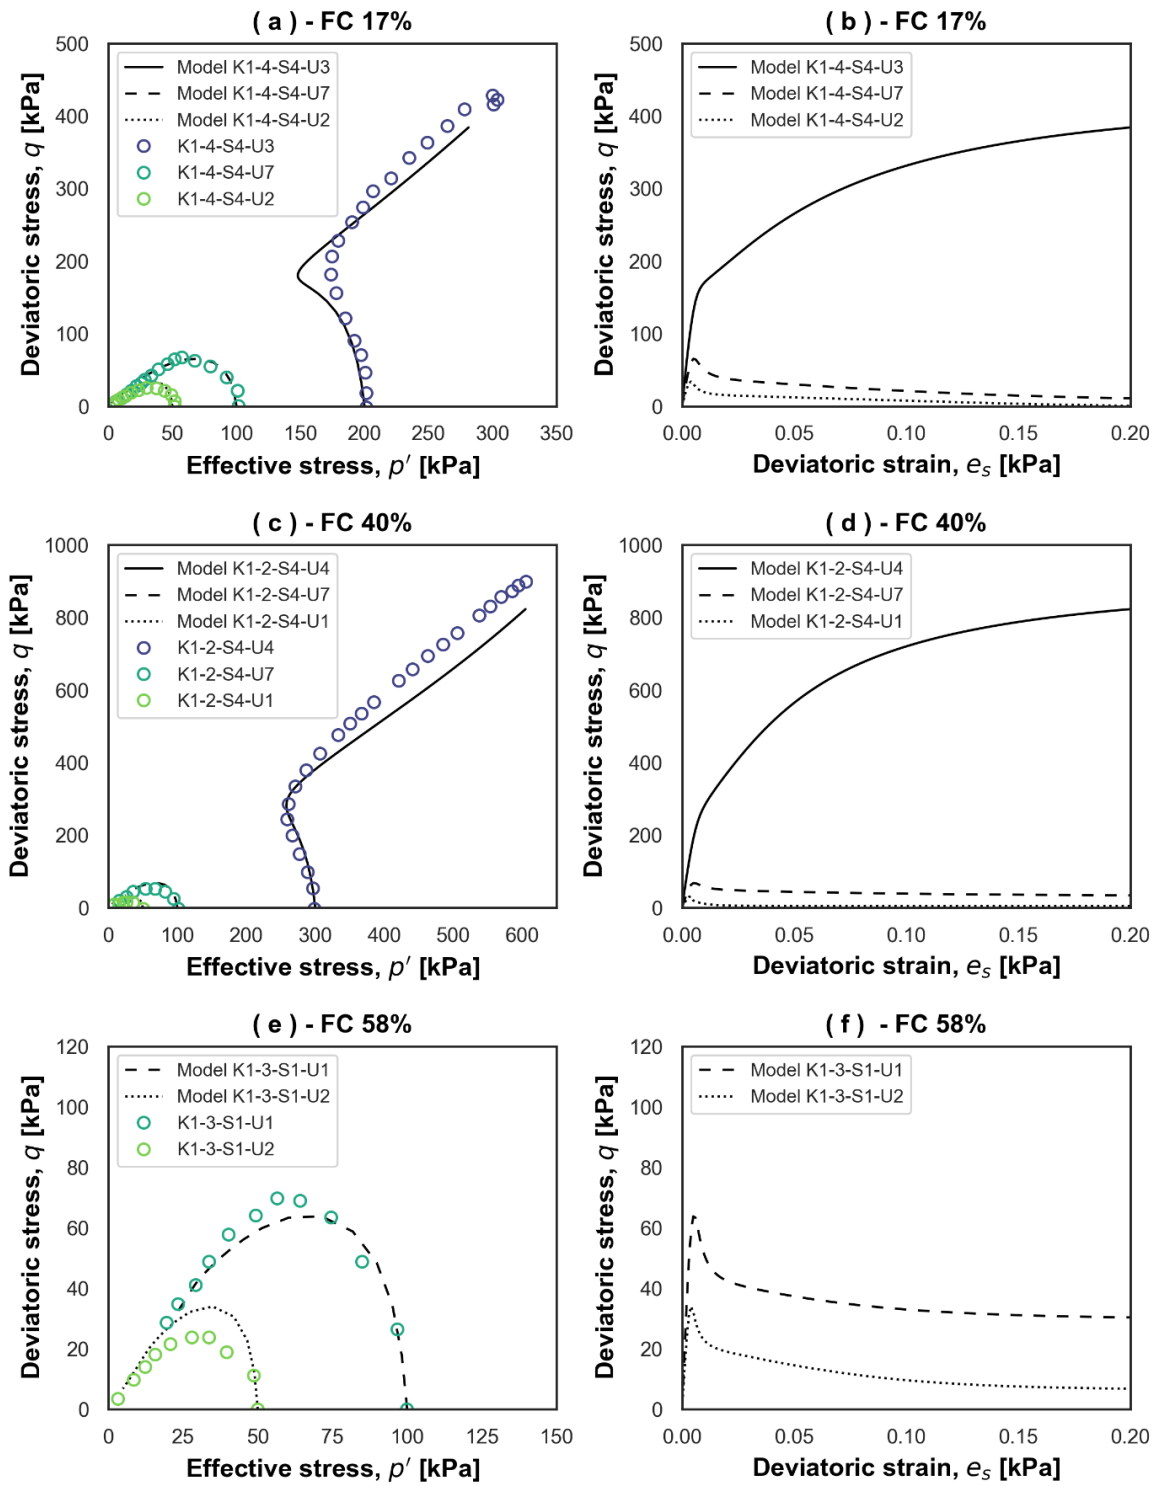 ( a ) - FC 17%
Deviatoric stress, q [kPa]
500
400
300
200
100
0
Model K1-4-S4-U3
Model K1-4-S4-U7
Model K1-4-S4-U2
K1-4-S4-U3
K1-4-S4-U7
K1-4-S4-U2
0 50 100 150 200 250 300 350
Effective stress, p′ [kPa]
( b ) - FC 17%
Deviatoric stress, q [kPa]
500
400
300
200
100
0
Model K1-4-S4-U3
Model K1-4-S4-U7
Model K1-4-S4-U2
0.00 0.05 0.10 0.15 0.20
Deviatoric strain, eₛ [kPa]
( c ) - FC 40%
Deviatoric stress, q [kPa]
1000
800
600
400
200
0
Model K1-2-S4-U4
Model K1-2-S4-U7
Model K1-2-S4-U1
K1-2-S4-U4
K1-2-S4-U7
K1-2-S4-U1
0 100 200 300 400 500 600
Effective stress, p′ [kPa]
( d ) - FC 40%
Deviatoric stress, q [kPa]
1000
800
600
400
200
0
Model K1-2-S4-U4
Model K1-2-S4-U7
Model K1-2-S4-U1
0.00 0.05 0.10 0.15 0.20
Deviatoric strain, eₛ [kPa]
( e ) - FC 58%
Deviatoric stress, q [kPa]
120
100
80
60
40
20
0
Model K1-3-S1-U1
Model K1-3-S1-U2
K1-3-S1-U1
K1-3-S1-U2
0 25 50 75 100 125 150
Effective stress, p′ [kPa]
( f ) - FC 58%
Deviatoric stress, q [kPa]
120
100
80
60
40
20
0
Model K1-3-S1-U1
Model K1-3-S1-U2
0.00 0.05 0.10 0.15 0.20
Deviatoric strain, eₛ [kPa]